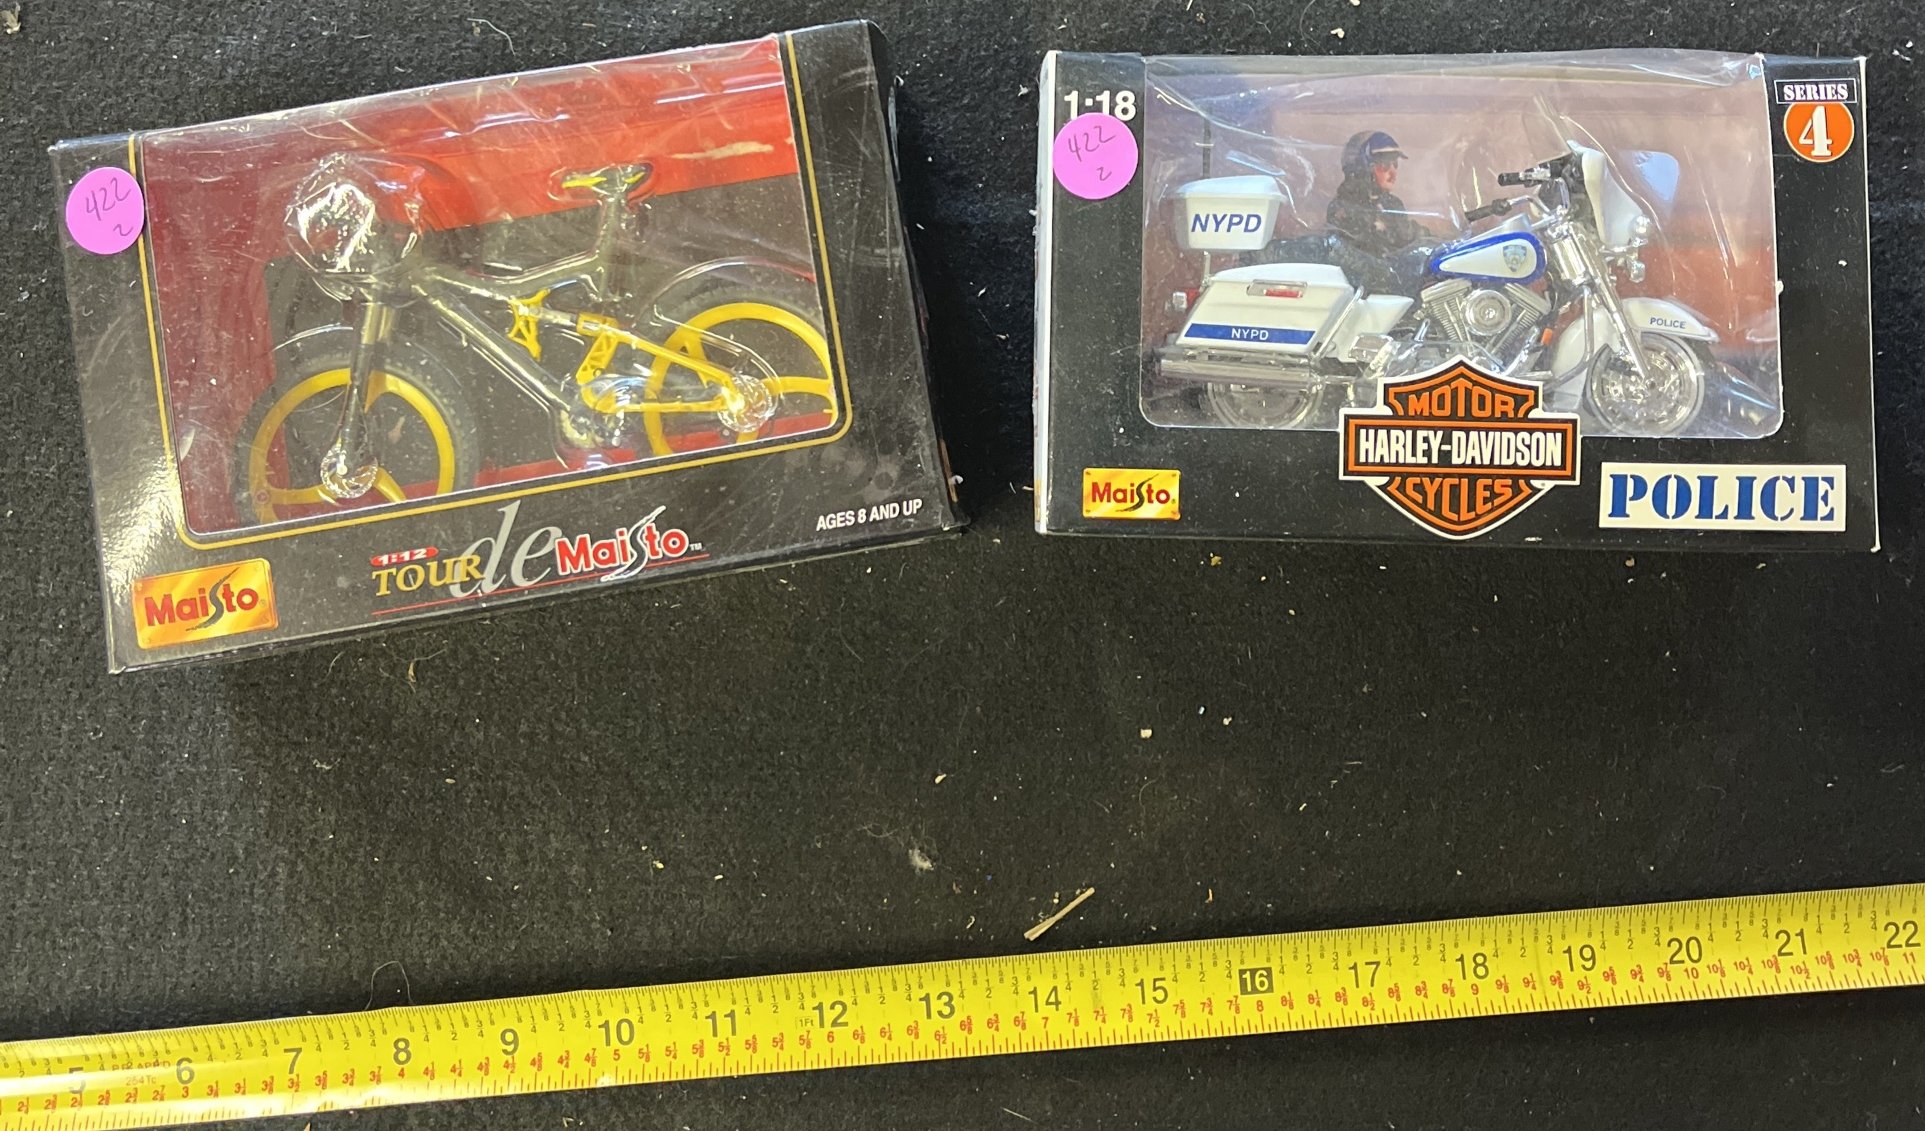 422
2
AGES 8 AND UP
1:12
TOUR de Maisto™
Maisto
1:18
422
2
SERIES
4
NYPD
NYPD
POLICE
MOTOR
HARLEY-DAVIDSON
CYCLES
Maisto
POLICE
5 6 7 8 9 10 11 12 13 14 15 16 17 18 19 20 21 22
1Ft